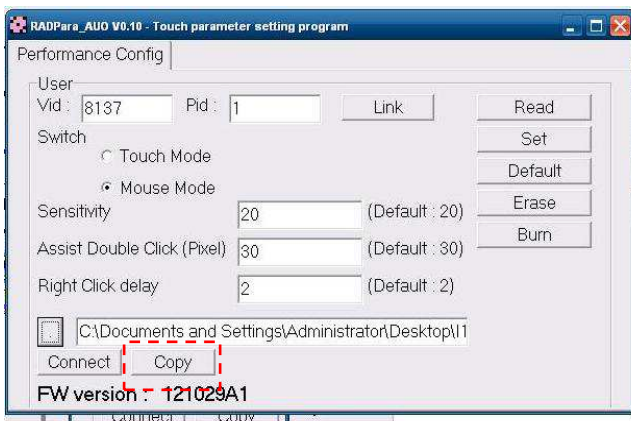 RADPara_AUO V0.10 - Touch parameter setting program
Performance Config
User
Vid : 8137 Pid : 1 Link Read
Switch Set
Touch Mode Default
Mouse Mode
Sensitivity 20 (Default : 20) Erase
Burn
Assist Double Click (Pixel) 30 (Default : 30)
Right Click delay 2 (Default : 2)
. C:\Documents and Settings\Administrator\Desktop\I1
Connect Copy
FW version : 121029A1
Connect Copy